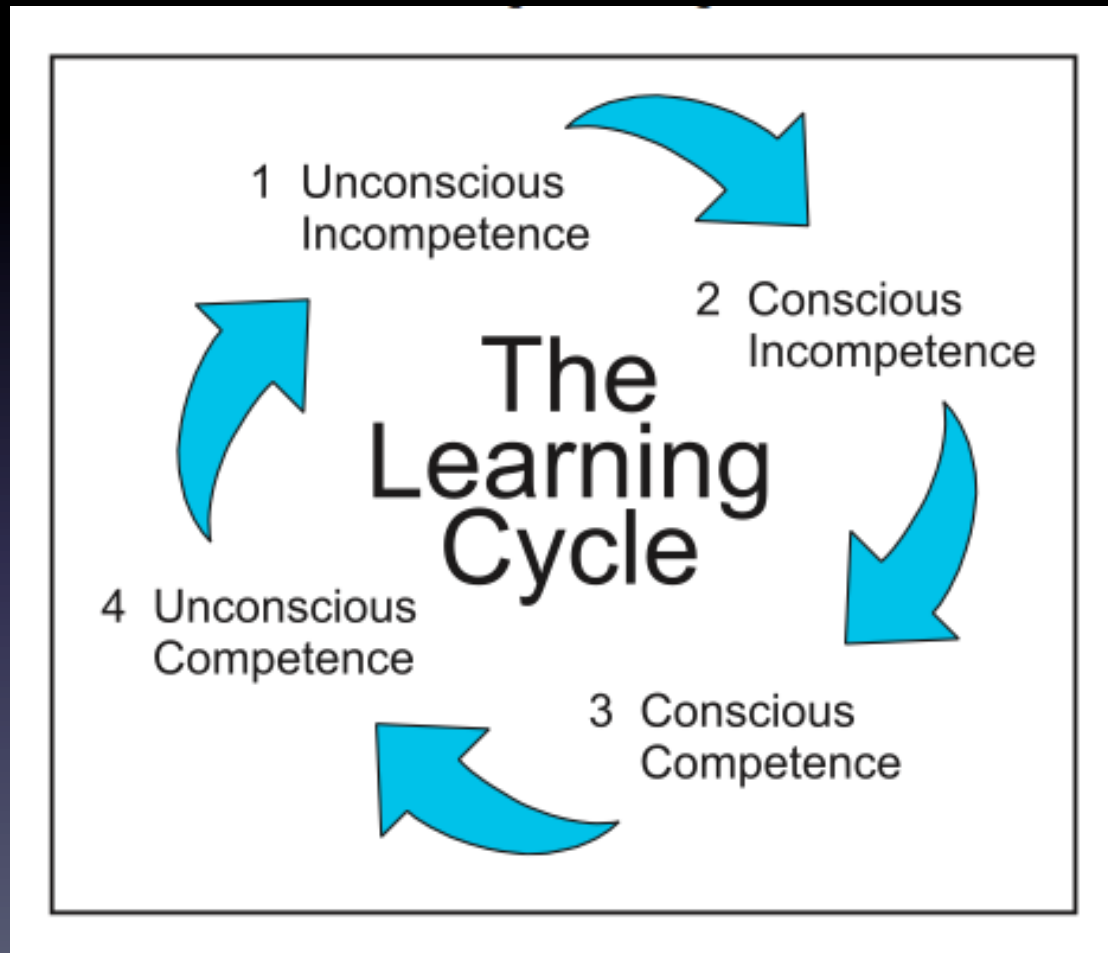 1 Unconscious
Incompetence
2 Conscious
Incompetence
The
Learning
Cycle
4 Unconscious
Competence
3 Conscious
Competence